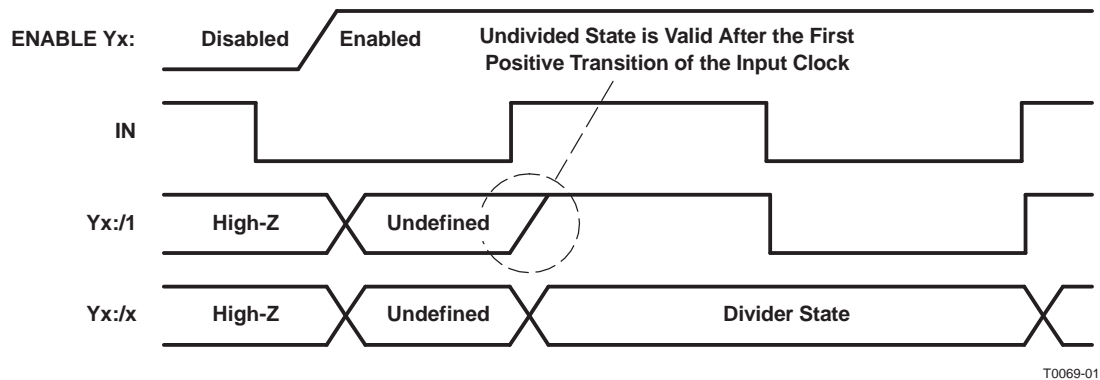 ENABLE Yx:
Disabled
Enabled
Undivided State is Valid After the First
Positive Transition of the Input Clock
IN
Yx:/1
High-Z
Undefined
Yx:/x
High-Z
Undefined
Divider State
T0069-01